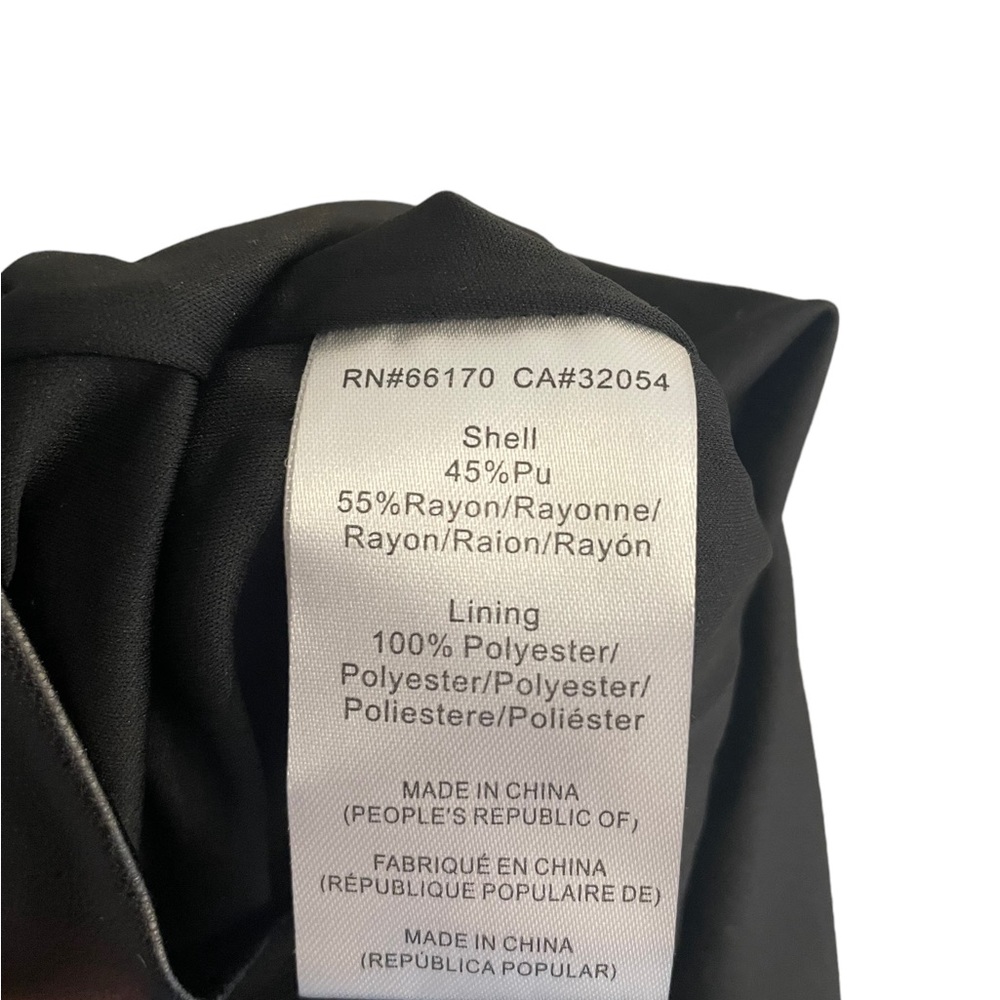 RN#66170 CA#32054
Shell
45%Pu
55%Rayon/Rayonne/
Rayon/Raion/Rayón
Lining
100% Polyester/
Polyester/Polyester/
Poliestere/Poliéster
MADE IN CHINA
(PEOPLE'S REPUBLIC OF)
FABRIQUÉ EN CHINA
(RÉPUBLIQUE POPULAIRE DE)
MADE IN CHINA
(REPÚBLICA POPULAR)